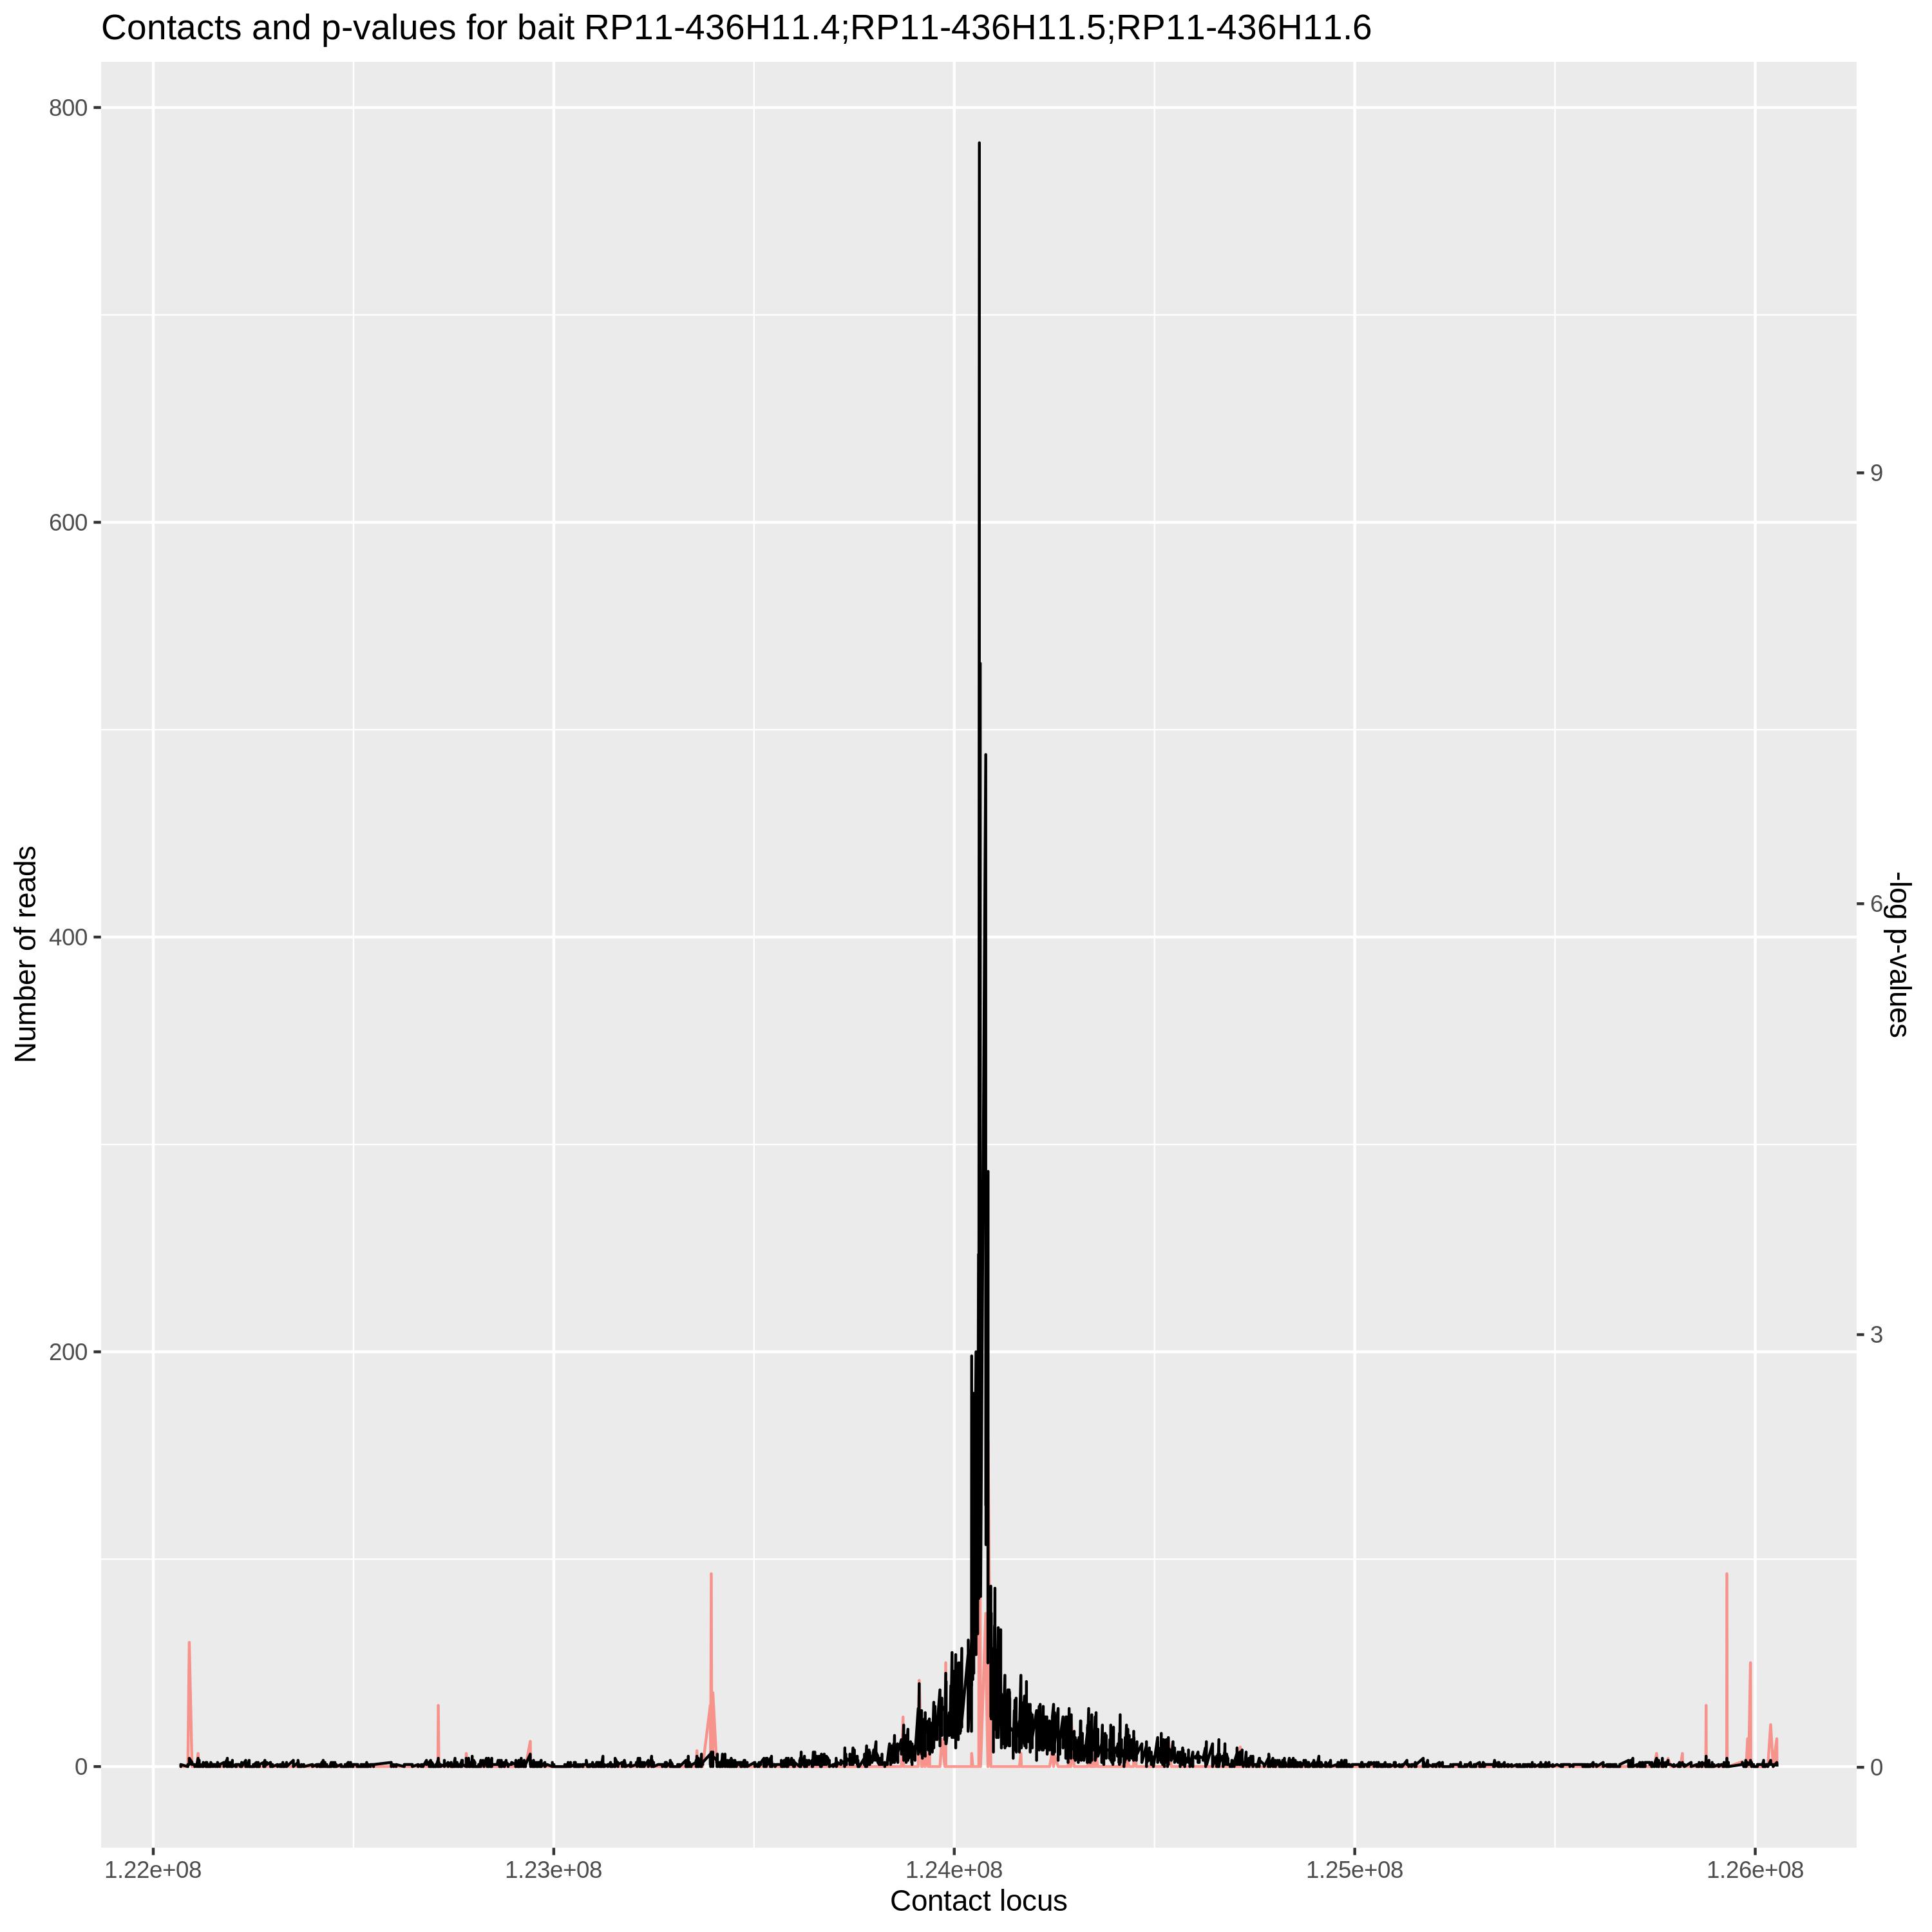 Contacts and p-values for bait RP11-436H11.4;RP11-436H11.5;RP11-436H11.6
800
600
400
200
0
Number of reads
9
6
3
0
-log p-values
1.22e+08 1.23e+08 1.24e+08 1.25e+08 1.26e+08
Contact locus